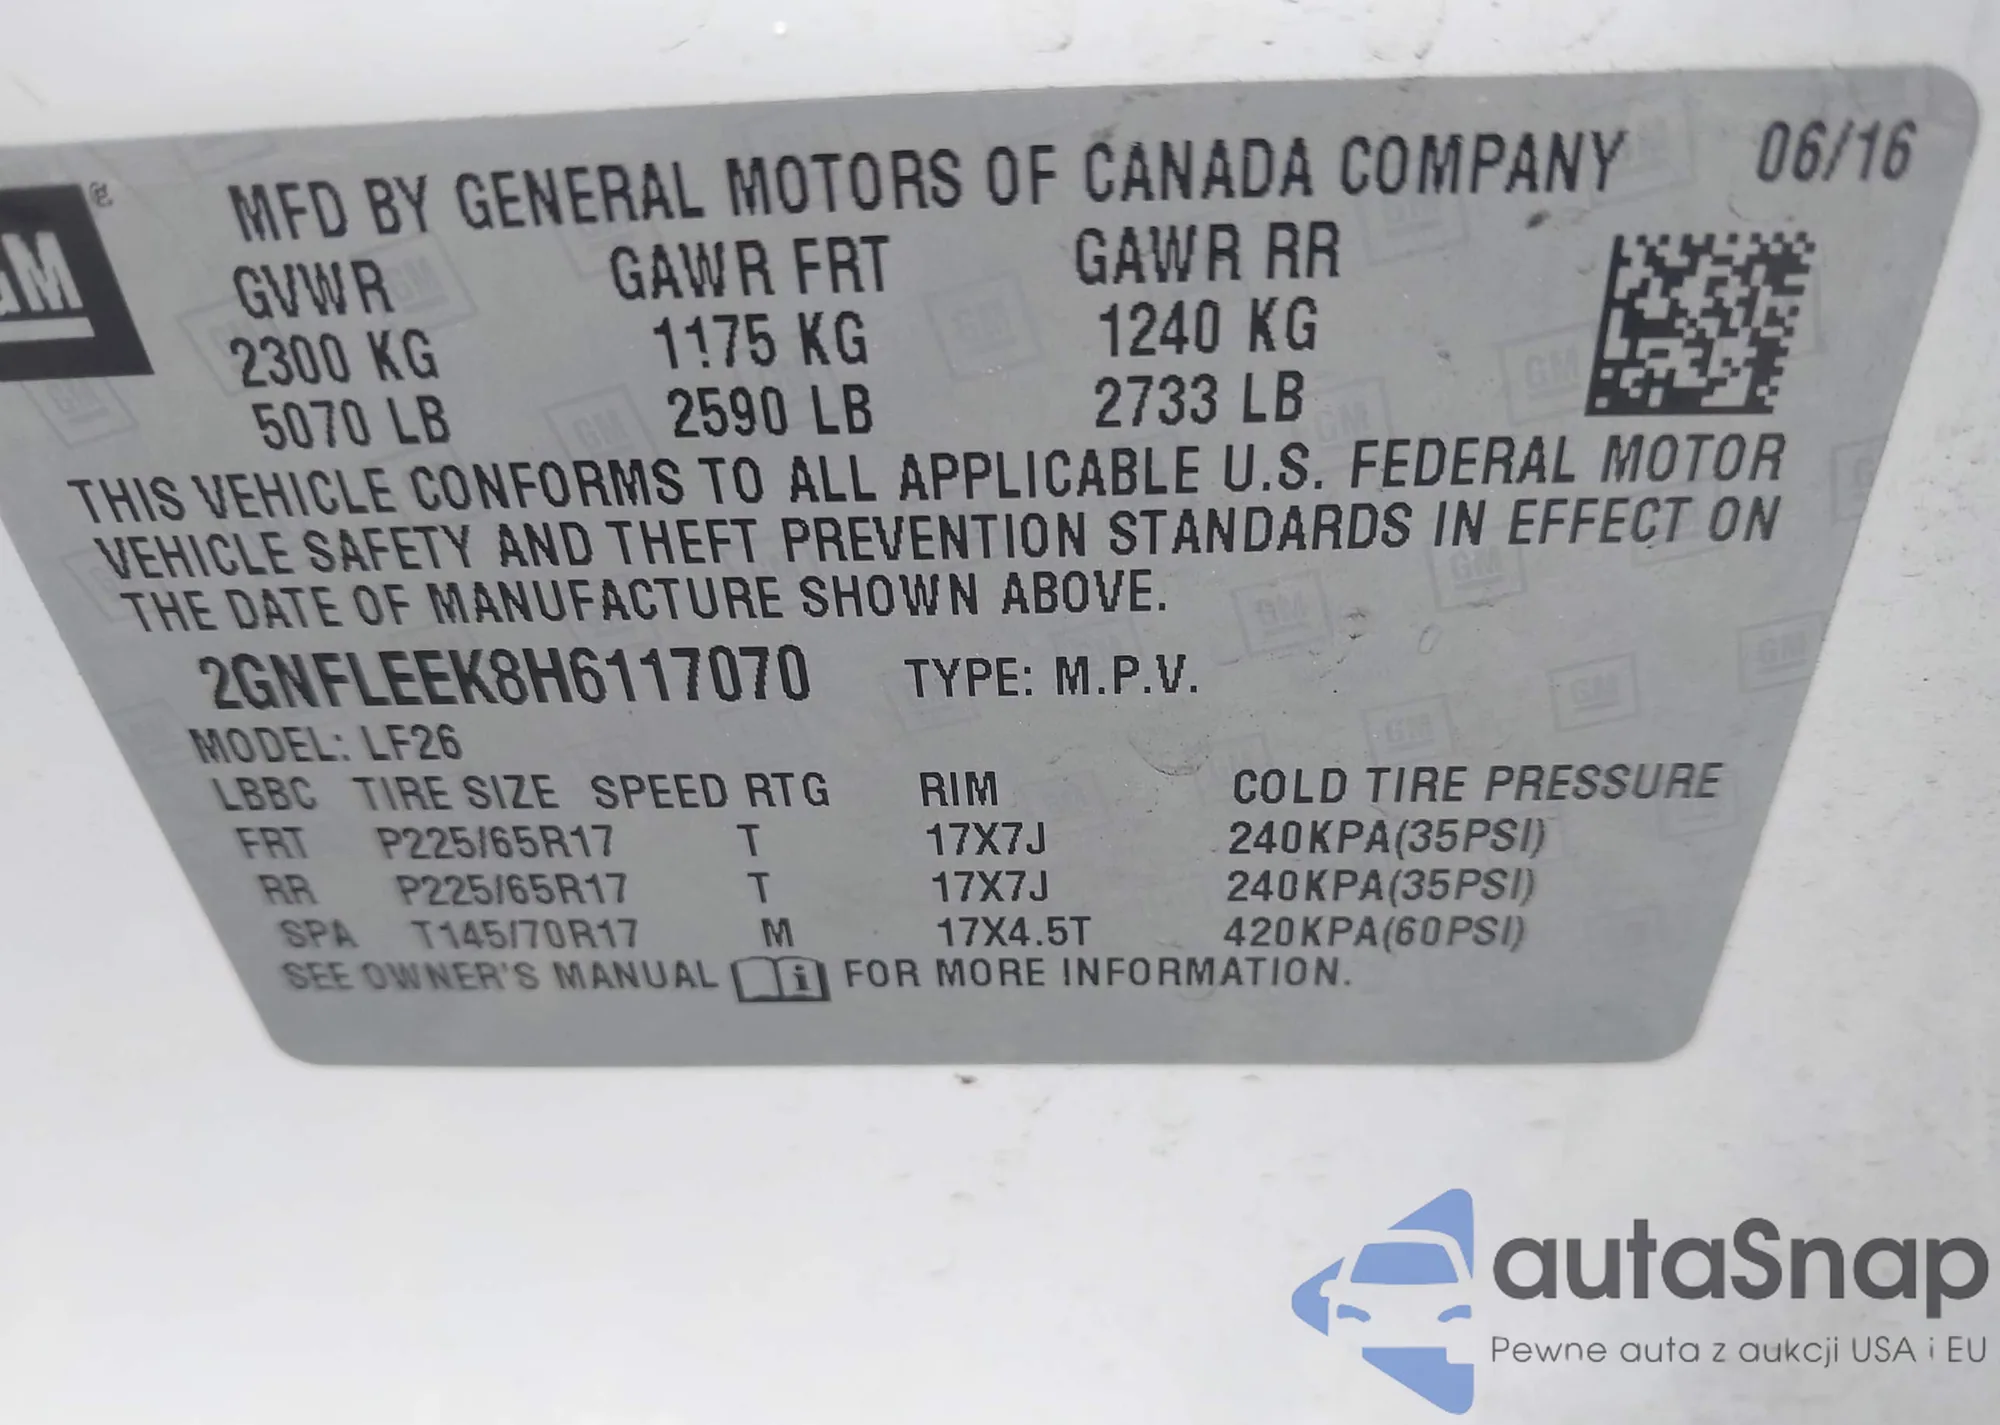 GM®
MFD BY GENERAL MOTORS OF CANADA COMPANY 06/16
GVWR GAWR FRT GAWR RR
2300 KG 1175 KG 1240 KG
5070 LB 2590 LB 2733 LB
THIS VEHICLE CONFORMS TO ALL APPLICABLE U.S. FEDERAL MOTOR
VEHICLE SAFETY AND THEFT PREVENTION STANDARDS IN EFFECT ON
THE DATE OF MANUFACTURE SHOWN ABOVE.
2GNFLEEK8H6117070 TYPE: M.P.V.
MODEL: LF26
LBBC TIRE SIZE SPEED RTG RIM COLD TIRE PRESSURE
FRT P225/65R17 T 17X7J 240KPA(35PSI)
RR P225/65R17 T 17X7J 240KPA(35PSI)
SPA T145/70R17 M 17X4.5T 420KPA(60PSI)
SEE OWNER'S MANUAL i FOR MORE INFORMATION.
autaSnap
Pewne auta z aukcji USA i EU